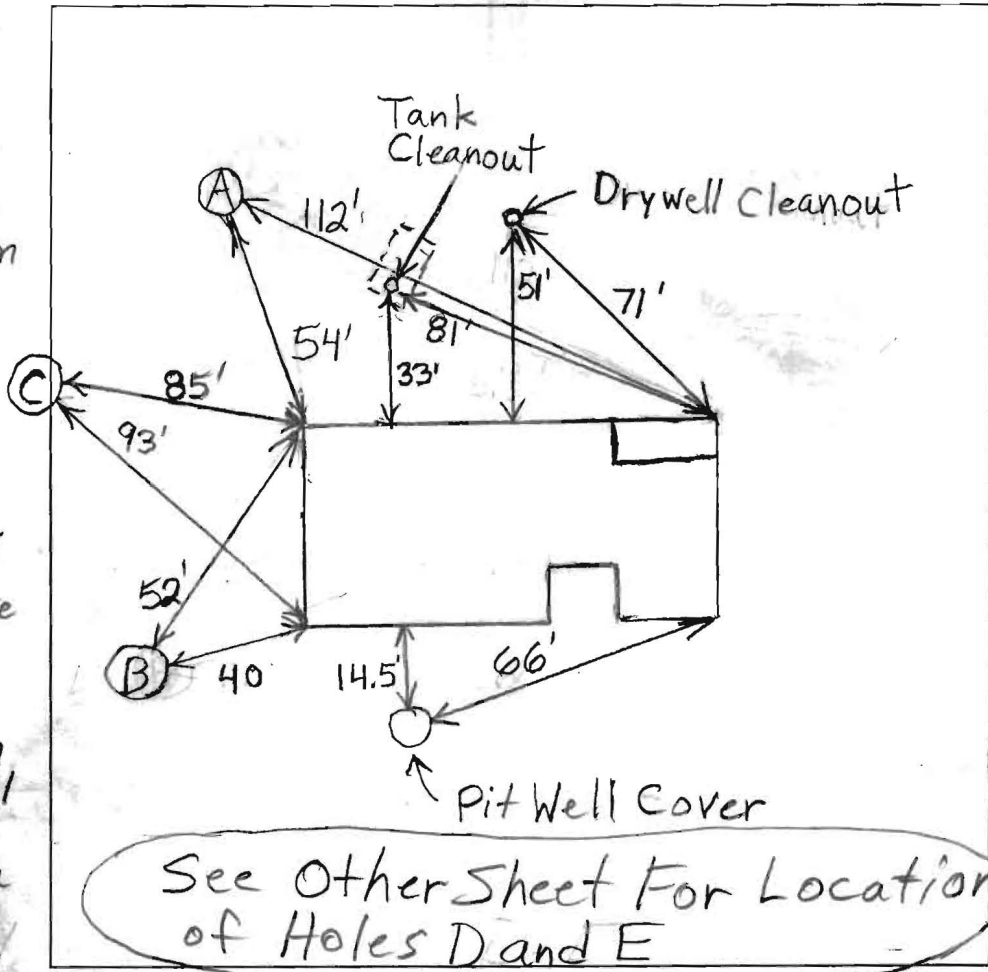 Tank
Cleanout
Drywell Cleanout
A
112'
51'
71'
81'
54'
33'
C
85'
93'
52'
B
40
14.5'
66'
Pit Well Cover
See Other Sheet For Location
of Holes D and E